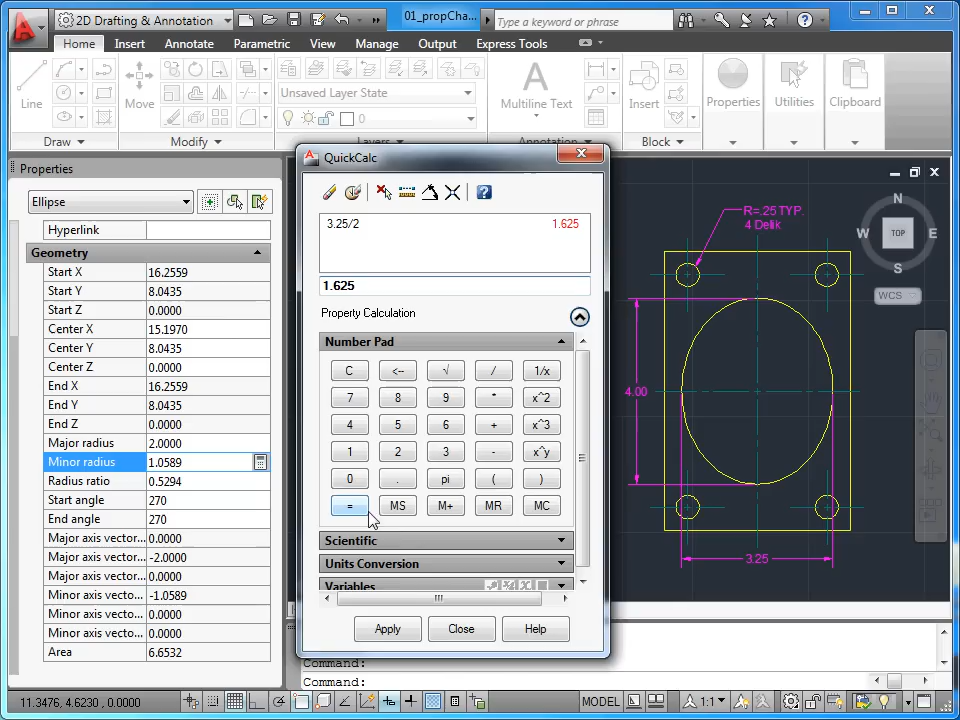 2D Drafting & Annotation
01_propCha...
Type a keyword or phrase
Home Insert Annotate Parametric View Manage Output Express Tools
Line
Move
Unsaved Layer State
0
Multiline Text
Insert
Properties
Utilities
Clipboard
Draw
Modify
Layers
Annotation
Block
Properties
Ellipse
Hyperlink
Geometry
Start X 16.2559
Start Y 8.0435
Start Z 0.0000
Center X 15.1970
Center Y 8.0435
Center Z 0.0000
End X 16.2559
End Y 8.0435
End Z 0.0000
Major radius 2.0000
Minor radius 1.0589
Radius ratio 0.5294
Start angle 270
End angle 270
Major axis vector... 0.0000
Major axis vecto... -2.0000
Major axis vecto... 0.0000
Minor axis vecto... -1.0589
Minor axis vecto... 0.0000
Minor axis vecto... 0.0000
Area 6.6532
QuickCalc
3.25/2 1.625
1.625
Property Calculation
Number Pad
C <-- √ / 1/x
7 8 9 * x^2
4 5 6 + x^3
1 2 3 - x^y
0 . pi ( )
= MS M+ MR MC
Scientific
Units Conversion
Variables
Apply Close Help
R=.25 TYP.
4 Delik
4.00
3.25
N
W TOP E
S
WCS
Command:
Command:
11.3476, 4.6230, 0.0000
MODEL
1:1